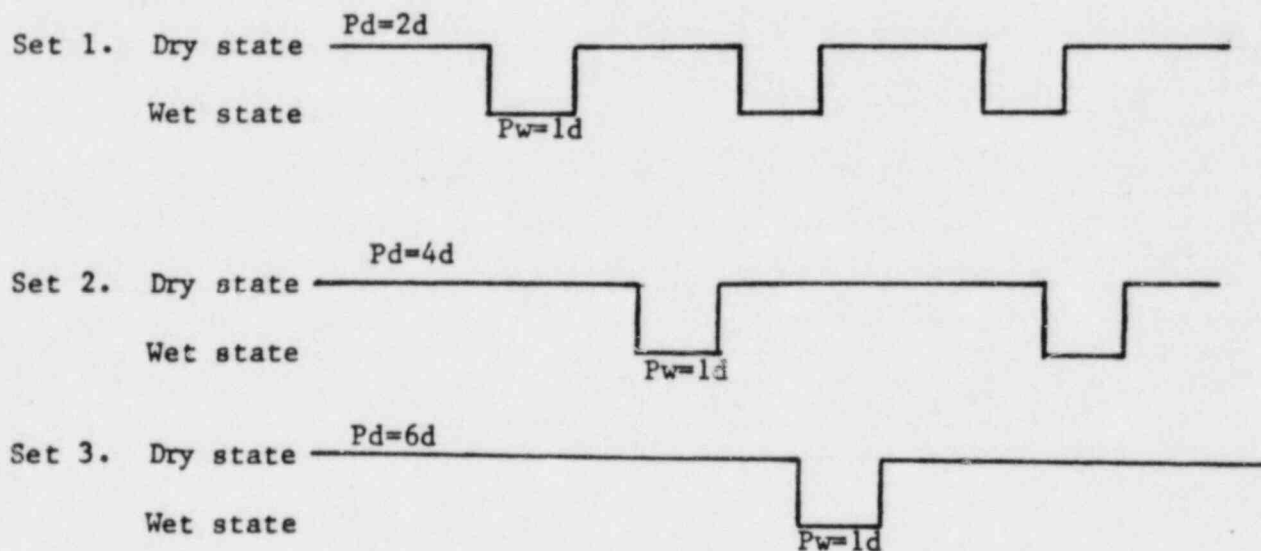 Pd=2d
Set 1. Dry state
Wet state
Pw=1d
Pd=4d
Set 2. Dry state
Wet state
Pw=1d
Pd=6d
Set 3. Dry state
Wet state
Pw=1d